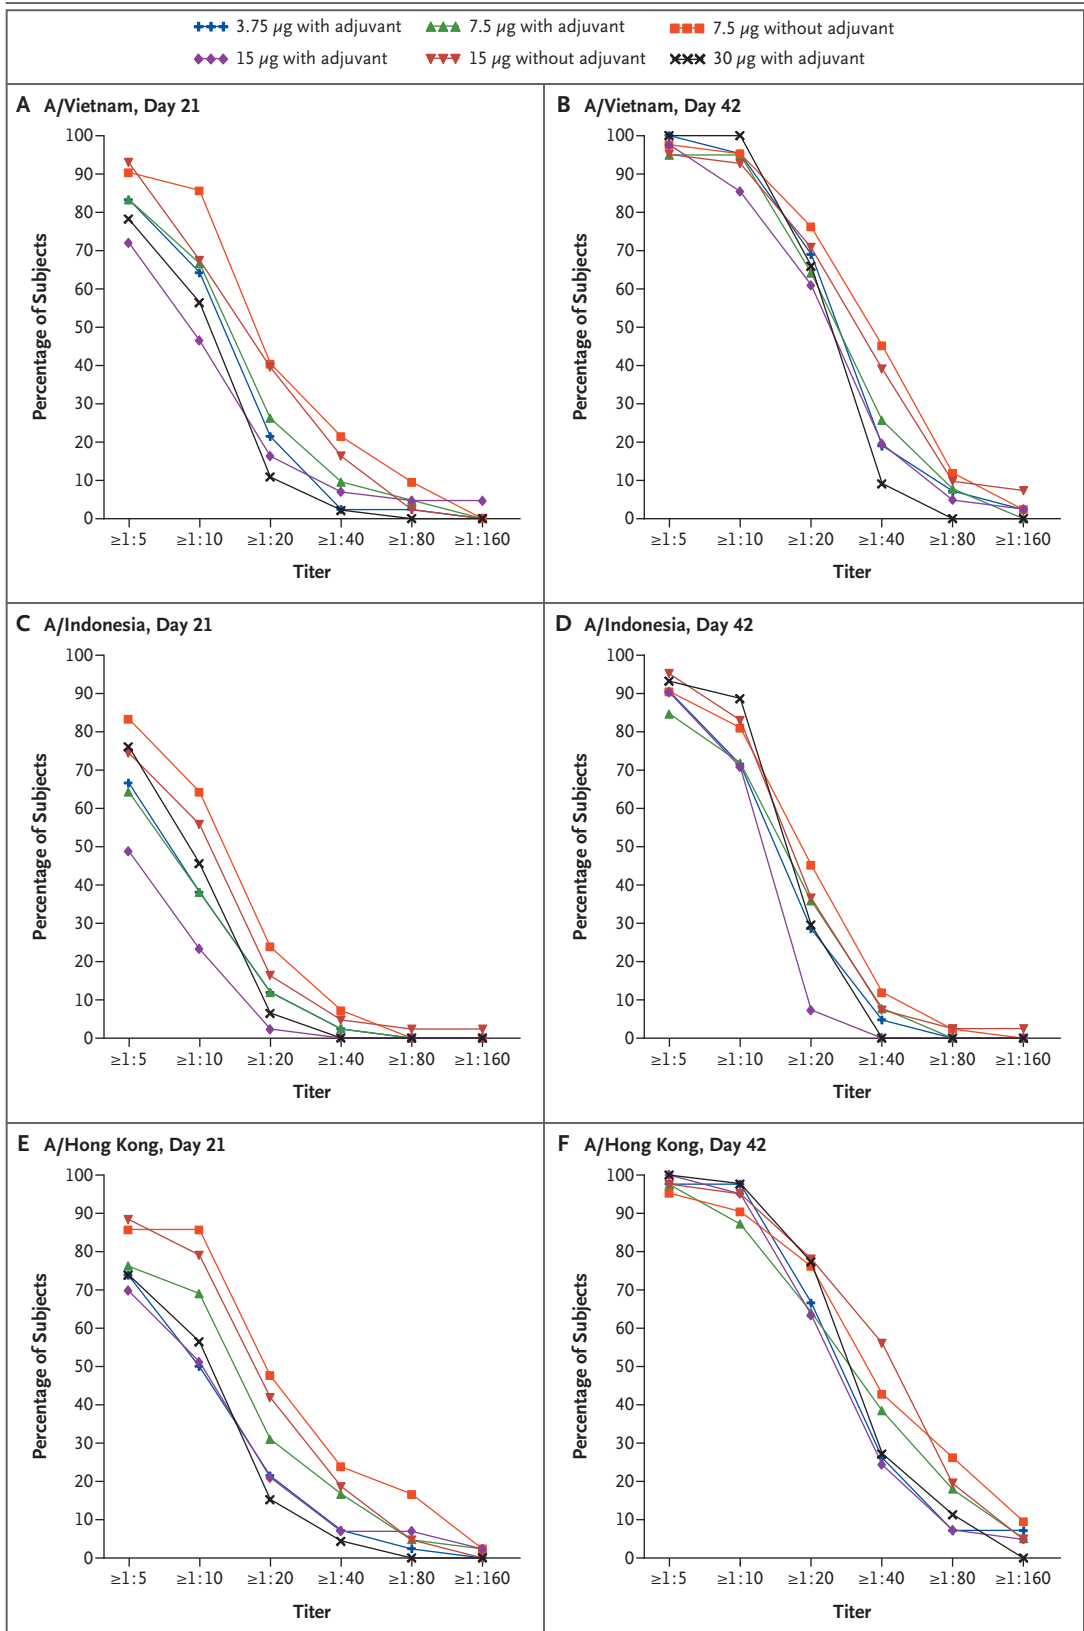 3.75 µg with adjuvant 7.5 µg with adjuvant 7.5 µg without adjuvant
15 µg with adjuvant 15 µg without adjuvant 30 µg with adjuvant
A A/Vietnam, Day 21
100
90
80
70
60
50
40
30
20
10
0
Percentage of Subjects
≥1:5 ≥1:10 ≥1:20 ≥1:40 ≥1:80 ≥1:160
Titer
B A/Vietnam, Day 42
100
90
80
70
60
50
40
30
20
10
0
Percentage of Subjects
≥1:5 ≥1:10 ≥1:20 ≥1:40 ≥1:80 ≥1:160
Titer
C A/Indonesia, Day 21
100
90
80
70
60
50
40
30
20
10
0
Percentage of Subjects
≥1:5 ≥1:10 ≥1:20 ≥1:40 ≥1:80 ≥1:160
Titer
D A/Indonesia, Day 42
100
90
80
70
60
50
40
30
20
10
0
Percentage of Subjects
≥1:5 ≥1:10 ≥1:20 ≥1:40 ≥1:80 ≥1:160
Titer
E A/Hong Kong, Day 21
100
90
80
70
60
50
40
30
20
10
0
Percentage of Subjects
≥1:5 ≥1:10 ≥1:20 ≥1:40 ≥1:80 ≥1:160
Titer
F A/Hong Kong, Day 42
100
90
80
70
60
50
40
30
20
10
0
Percentage of Subjects
≥1:5 ≥1:10 ≥1:20 ≥1:40 ≥1:80 ≥1:160
Titer